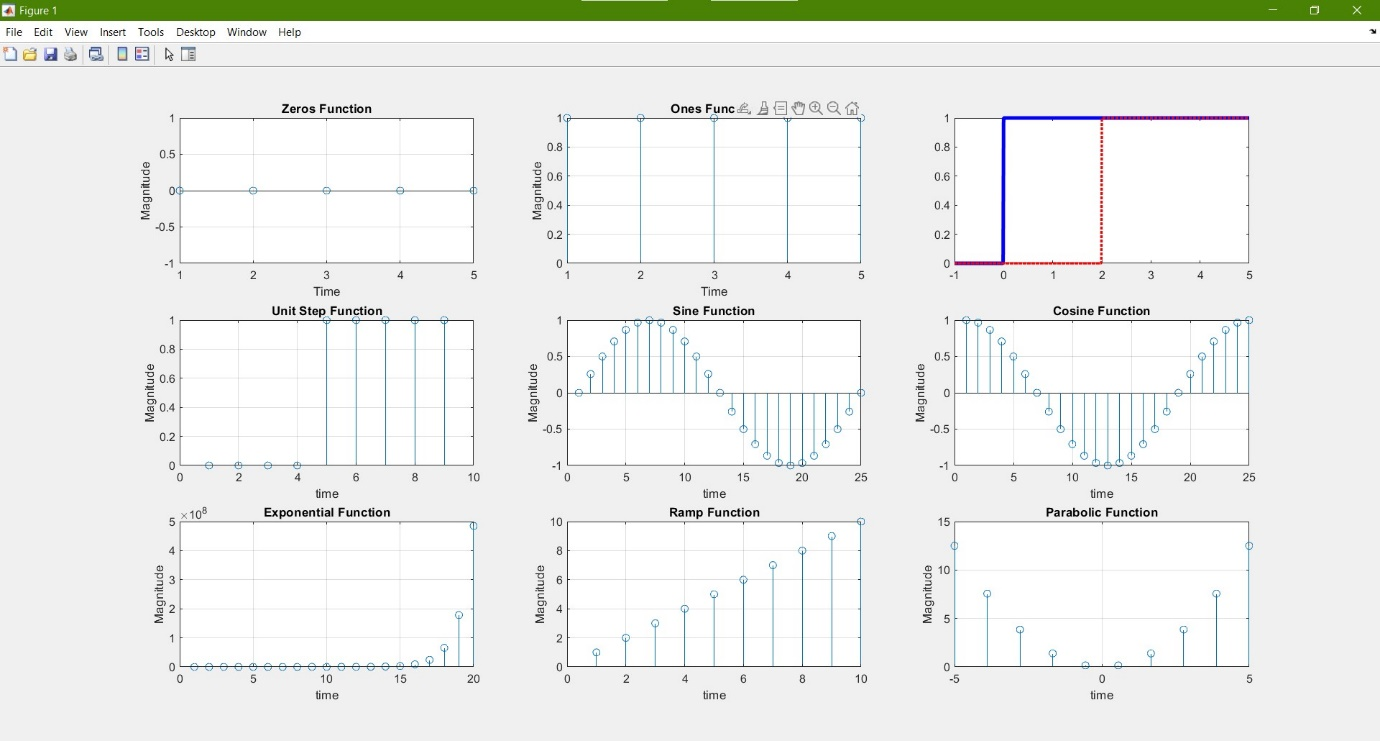 Figure 1
File Edit View Insert Tools Desktop Window Help
Zeros Function
1
0.5
0
-0.5
-1
Magnitude
1 2 3 4 5
Time
Ones Func
1
0.8
0.6
0.4
0.2
0
Magnitude
1 2 3 4 5
Time
1
0.8
0.6
0.4
0.2
0
-1 0 1 2 3 4 5
Unit Step Function
1
0.8
0.6
0.4
0.2
0
Magnitude
0 2 4 6 8 10
time
Sine Function
1
0.5
0
-0.5
-1
Magnitude
0 5 10 15 20 25
time
Cosine Function
1
0.5
0
-0.5
-1
Magnitude
0 5 10 15 20 25
time
Exponential Function
×10⁸
5
4
3
2
1
0
Magnitude
0 5 10 15 20
time
Ramp Function
10
8
6
4
2
0
Magnitude
0 2 4 6 8 10
time
Parabolic Function
15
10
5
0
Magnitude
-5 0 5
time